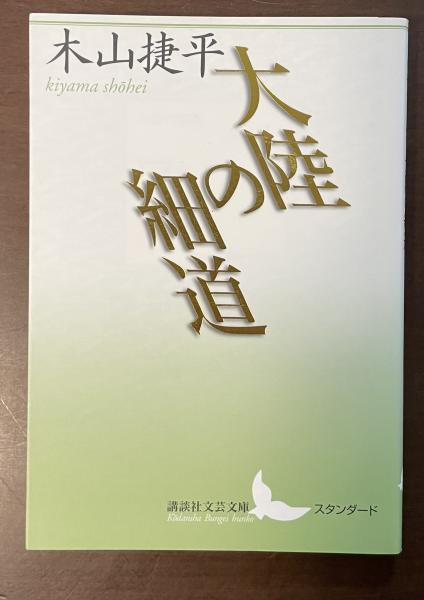 木山捷平
kiyama shōhei
大陸の
細道
講談社文芸文庫
Kōdansha Bungei bunko
スタンダード